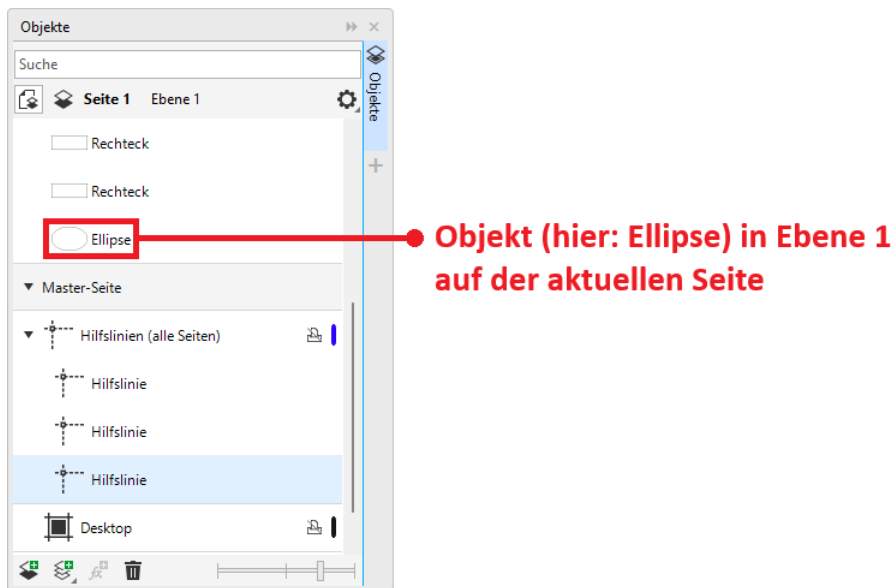 Objekte
Suche
Seite 1 Ebene 1
Objekte
Rechteck
Rechteck
Ellipse
Objekt (hier: Ellipse) in Ebene 1
auf der aktuellen Seite
Master-Seite
Hilfslinien (alle Seiten)
Hilfslinie
Hilfslinie
Hilfslinie
Desktop